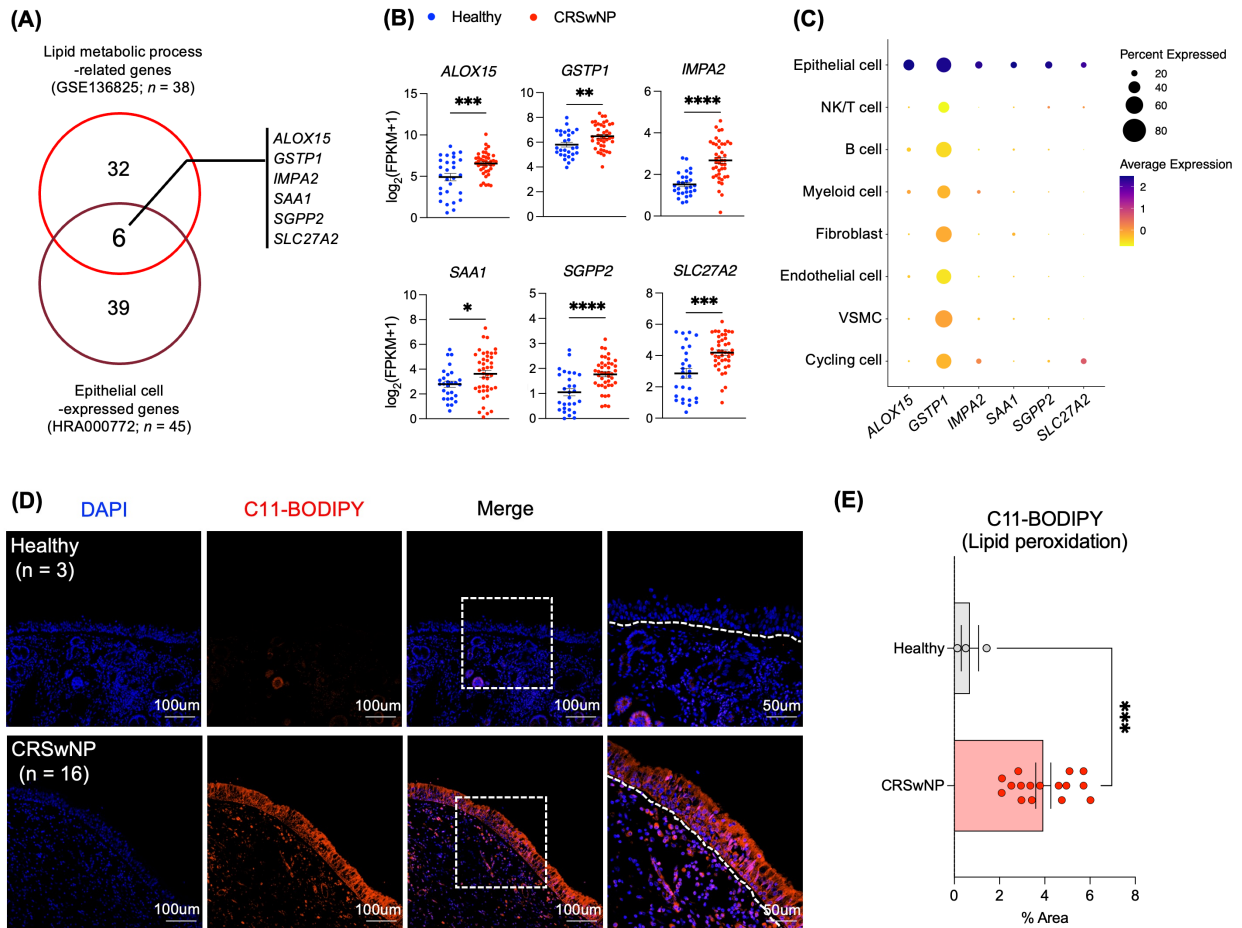 (A)
Lipid metabolic process
-related genes
(GSE136825; n = 38)
32
6
39
ALOX15
GSTP1
IMPA2
SAA1
SGPP2
SLC27A2
Epithelial cell
-expressed genes
(HRA000772; n = 45)
(B)
Healthy
CRSwNP
ALOX15
GSTP1
IMPA2
log2(FPKM+1)
15
10
5
0
***
10
8
6
4
2
0
**
6
4
2
0
****
SAA1
SGPP2
SLC27A2
log2(FPKM+1)
10
8
6
4
2
0
*
5
4
3
2
1
0
****
8
6
4
2
0
***
(C)
Epithelial cell
NK/T cell
B cell
Myeloid cell
Fibroblast
Endothelial cell
VSMC
Cycling cell
ALOX15
GSTP1
IMPA2
SAA1
SGPP2
SLC27A2
Percent Expressed
20
40
60
80
Average Expression
2
1
0
(D)
DAPI
C11-BODIPY
Merge
Healthy
(n = 3)
100um
100um
100um
50um
CRSwNP
(n = 16)
100um
100um
100um
50um
(E)
C11-BODIPY
(Lipid peroxidation)
Healthy
CRSwNP
***
0
2
4
6
8
% Area